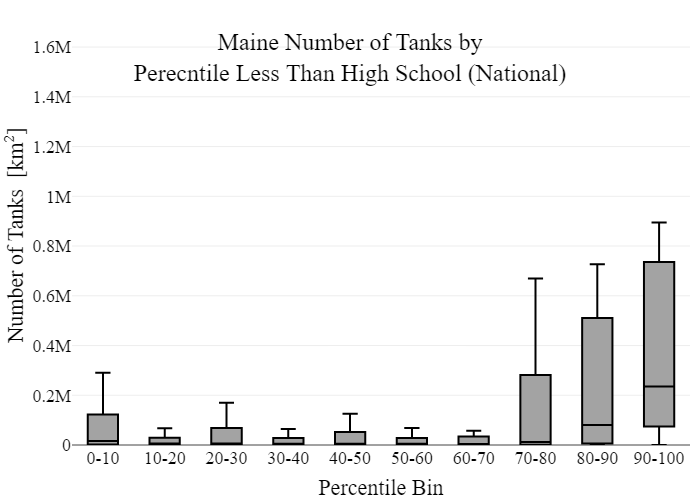 Maine Number of Tanks by
Perecntile Less Than High School (National)
Number of Tanks [km²]
1.6M
1.4M
1.2M
1M
0.8M
0.6M
0.4M
0.2M
0
0-10 10-20 20-30 30-40 40-50 50-60 60-70 70-80 80-90 90-100
Percentile Bin